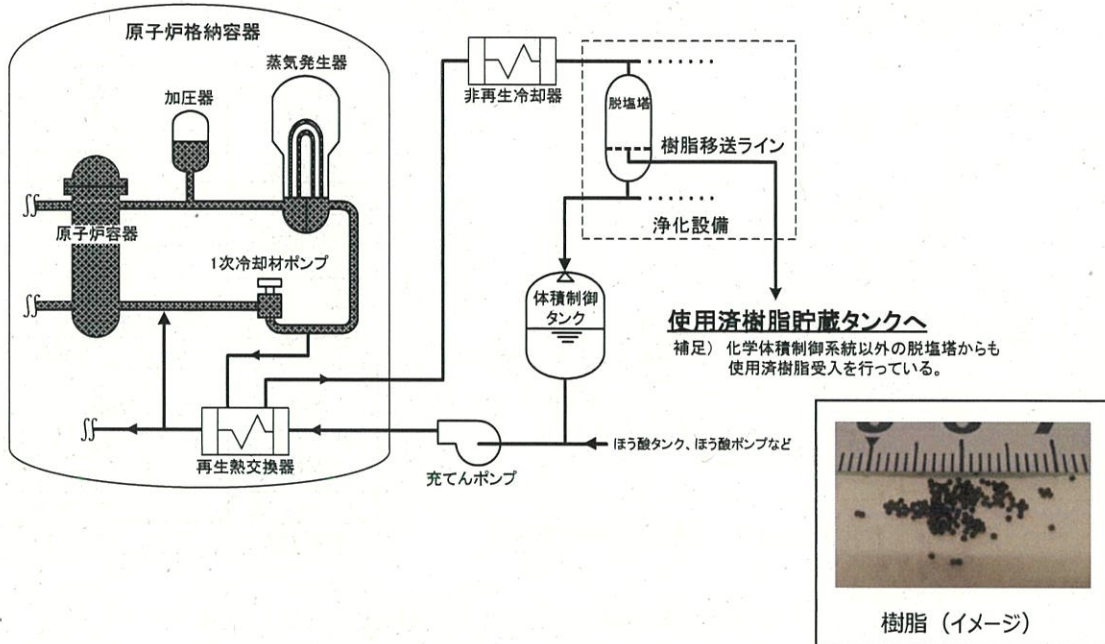 原子炉格納容器
蒸気発生器
加圧器
原子炉容器
1次冷却材ポンプ
再生熱交換器
非再生冷却器
脱塩塔
樹脂移送ライン
浄化設備
体積制御
タンク
使用済樹脂貯蔵タンクへ
補足） 化学体積制御系統以外の脱塩塔からも
使用済樹脂受入を行っている。
ほう酸タンク、ほう酸ポンプなど
充てんポンプ
樹脂（イメージ）